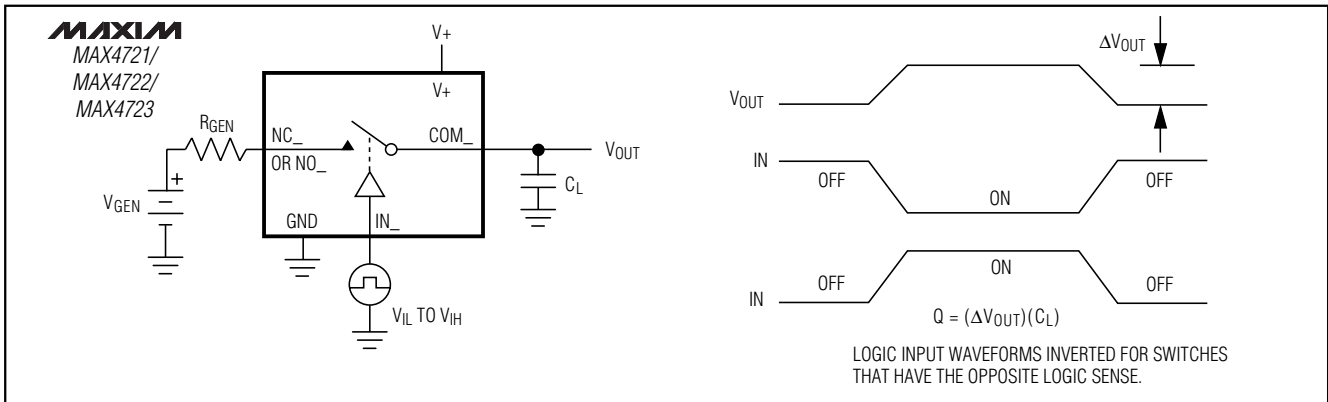 MAXIM
MAX4721/
MAX4722/
MAX4723
V+
V+
RGEN
NC_
OR NO_
COM_
VOUT
CL
VGEN
+
GND
IN_
VIL TO VIH
ΔVOUT
VOUT
IN
OFF
ON
OFF
IN
OFF
ON
OFF
Q = (ΔVOUT)(CL)
LOGIC INPUT WAVEFORMS INVERTED FOR SWITCHES
THAT HAVE THE OPPOSITE LOGIC SENSE.